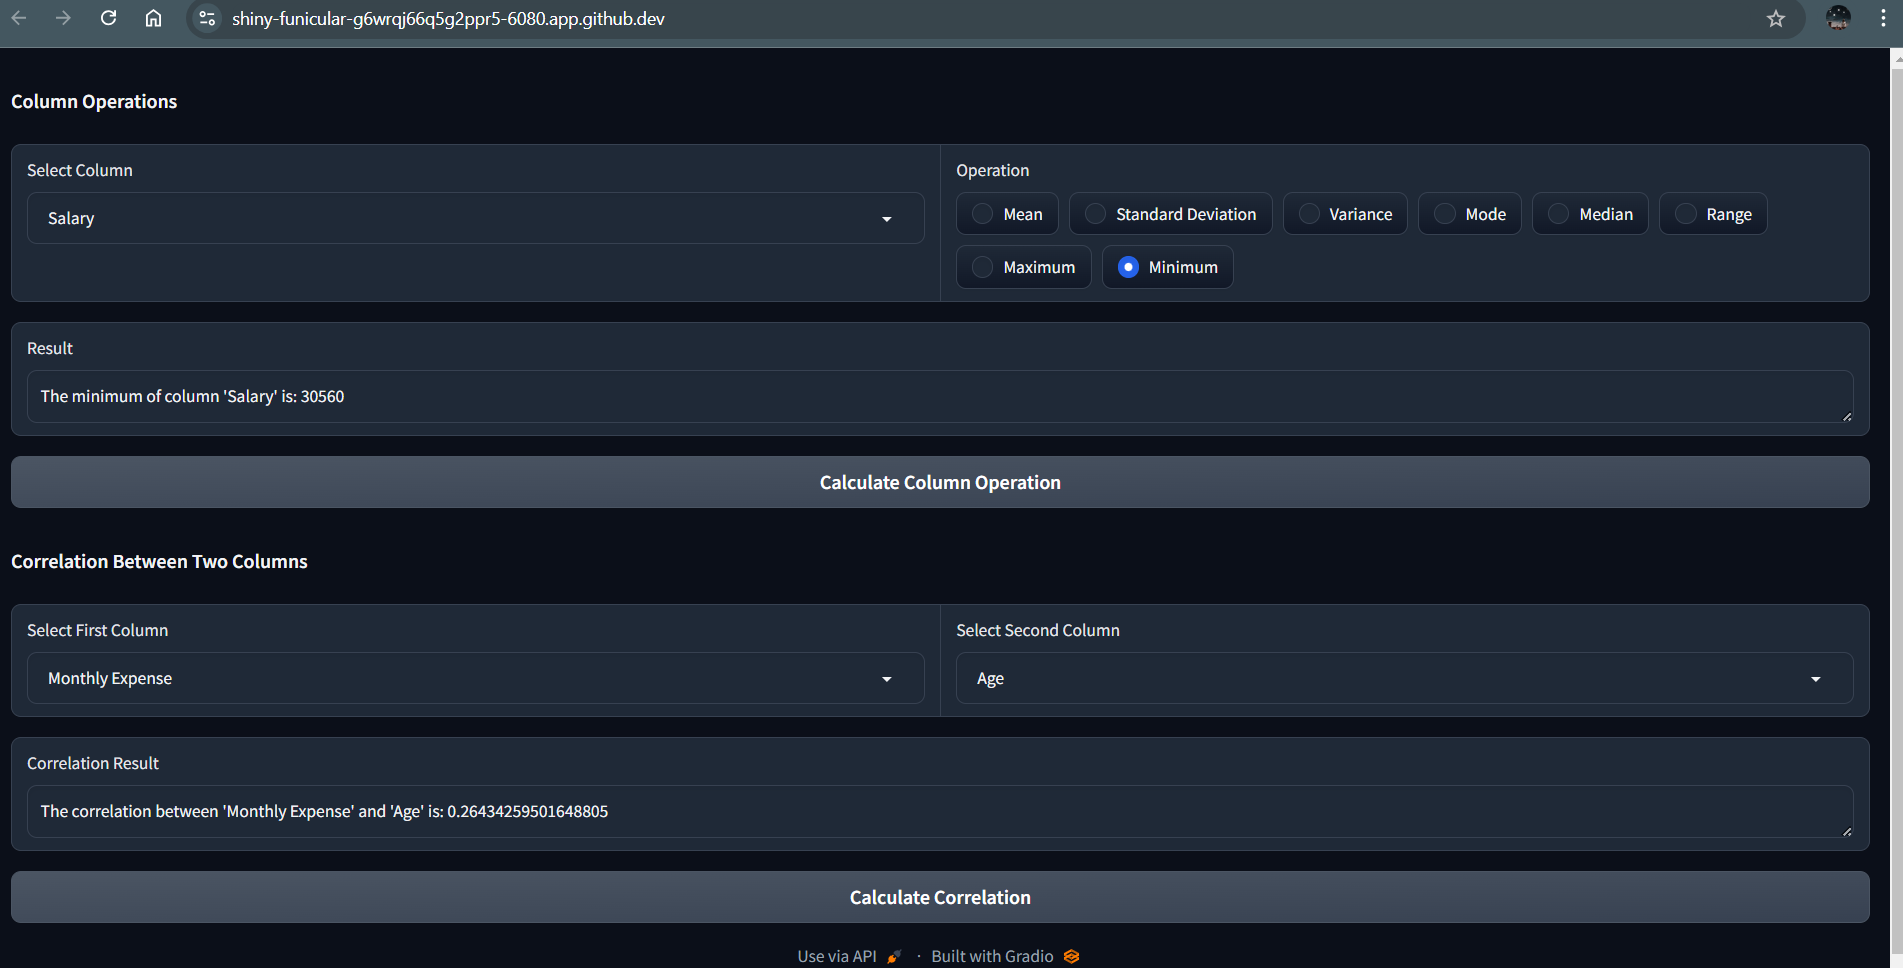 shiny-funicular-g6wrqj66q5g2ppr5-6080.app.github.dev
Column Operations
Select Column
Salary
Operation
Mean Standard Deviation Variance Mode Median Range
Maximum Minimum
Result
The minimum of column 'Salary' is: 30560
Calculate Column Operation
Correlation Between Two Columns
Select First Column
Monthly Expense
Select Second Column
Age
Correlation Result
The correlation between 'Monthly Expense' and 'Age' is: 0.26434259501648805
Calculate Correlation
Use via API · Built with Gradio